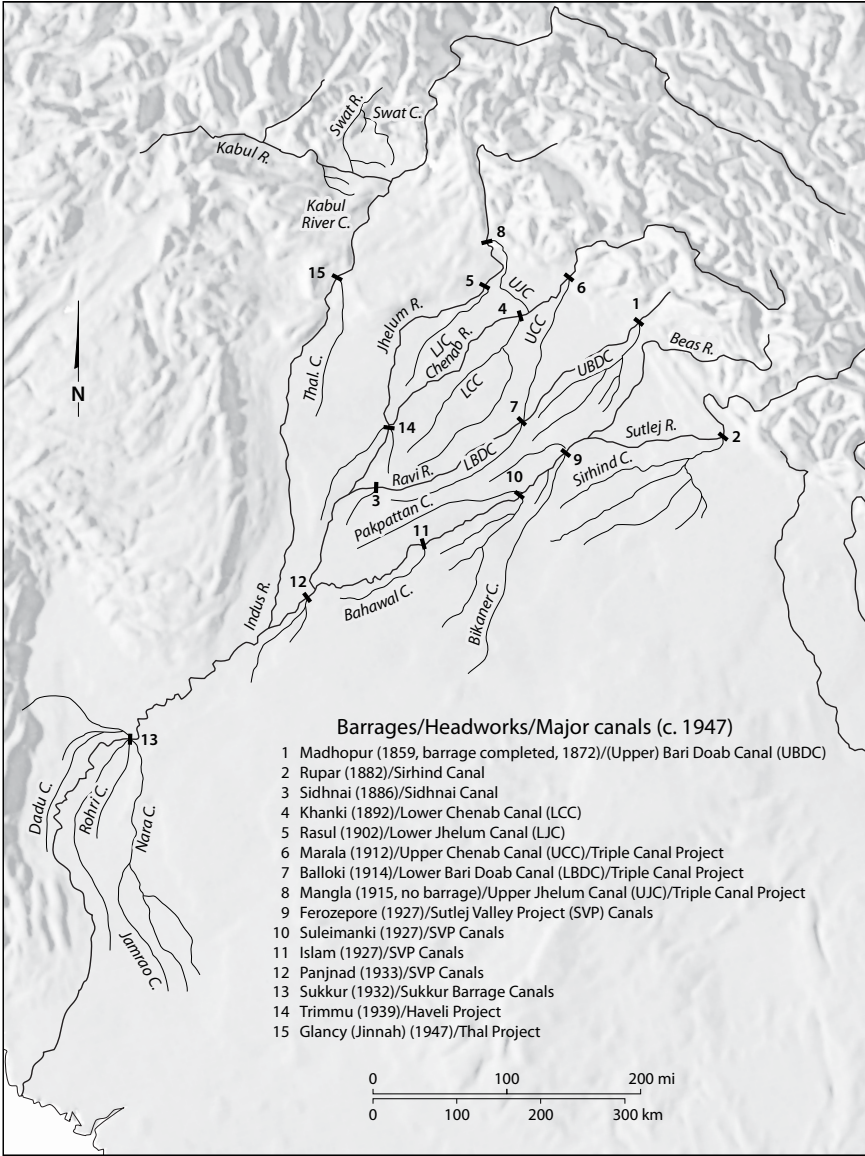 Swat R.
Swat C.
Kabul R.
Kabul
River C.
8
15
5
UJC
6
1
4
Jhelum R.
LJC
Chenab R.
UCC
Beas R.
Thal. C.
UBDC
LCC
N
7
14
Sutlej R.
2
LBDC
9
Ravi R.
Sirhind C.
10
3
Pakpattan C.
11
12
Indus R.
Bahawal C.
Bikaner C.
13
Dadu C.
Rohri C.
Nara C.
Jamrao C.
Barrages/Headworks/Major canals (c. 1947)
1 Madhopur (1859, barrage completed, 1872)/(Upper) Bari Doab Canal (UBDC)
2 Rupar (1882)/Sirhind Canal
3 Sidhnai (1886)/Sidhnai Canal
4 Khanki (1892)/Lower Chenab Canal (LCC)
5 Rasul (1902)/Lower Jhelum Canal (LJC)
6 Marala (1912)/Upper Chenab Canal (UCC)/Triple Canal Project
7 Balloki (1914)/Lower Bari Doab Canal (LBDC)/Triple Canal Project
8 Mangla (1915, no barrage)/Upper Jhelum Canal (UJC)/Triple Canal Project
9 Ferozepore (1927)/Sutlej Valley Project (SVP) Canals
10 Suleimanki (1927)/SVP Canals
11 Islam (1927)/SVP Canals
12 Panjnad (1933)/SVP Canals
13 Sukkur (1932)/Sukkur Barrage Canals
14 Trimmu (1939)/Haveli Project
15 Glancy (Jinnah) (1947)/Thal Project
0 100 200 mi
0 100 200 300 km